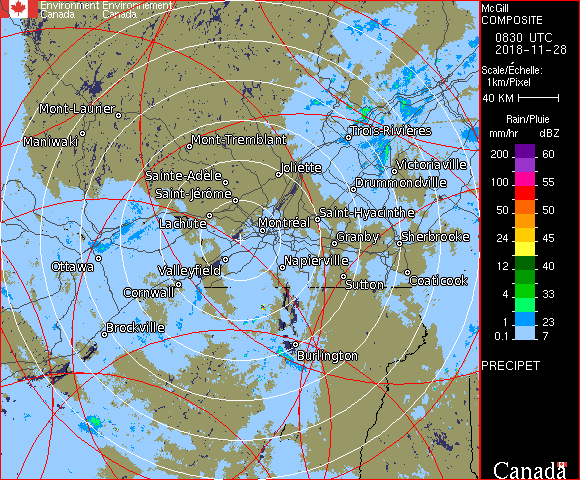 Environment Environnement
Canada Canada
McGill
COMPOSITE
0830 UTC
2018-11-28
Scale/Échelle:
1km/Pixel
40 KM
Rain/Pluie
mm/hr dBZ
200 60
150 55
100 55
50 50
24 45
12 40
4 33
1 23
0.1 7
PRECIPET
Canada
Mont-Laurier
Maniwaki
Mont-Tremblant
Trois-Rivières
Joliette
Victoriaville
Sainte-Adèle
Drummondville
Saint-Jérôme
Lachute
Saint-Hyacinthe
Montréal
Granby
Sherbrooke
Ottawa
Valleyfield
Napierville
Sutton
Coaticook
Cornwall
Brockville
Burlington